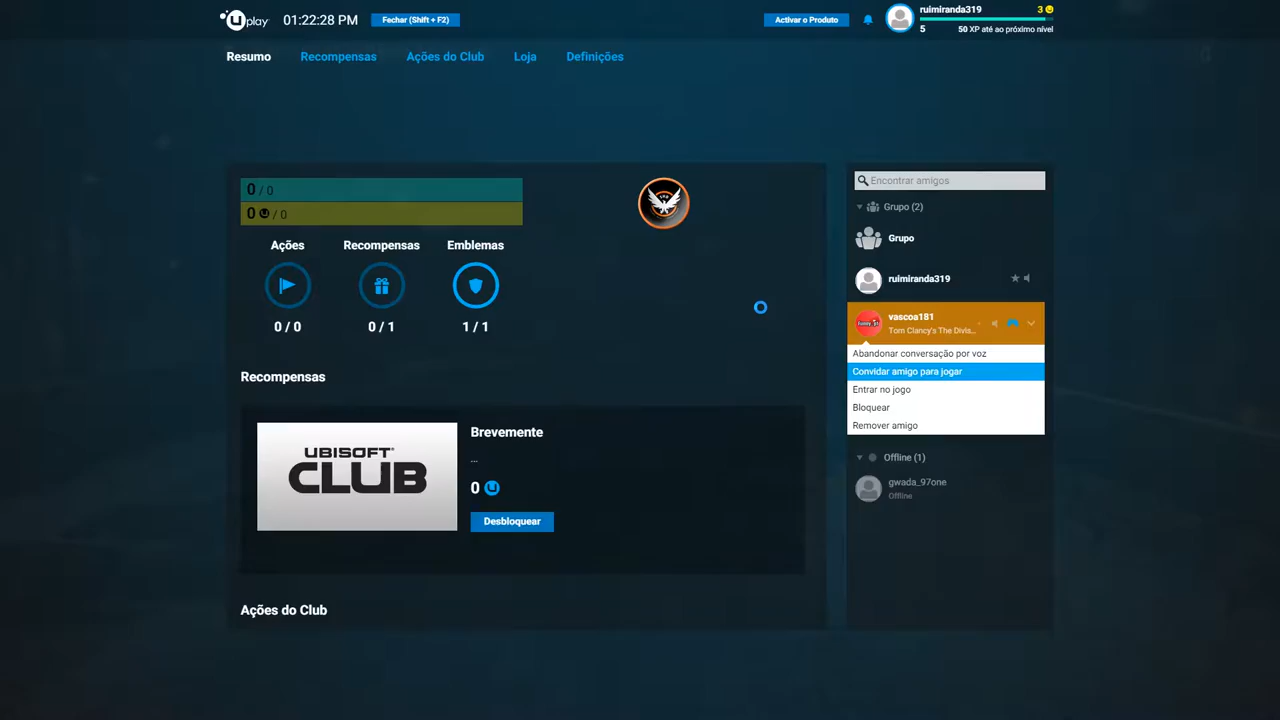 uplay 01:22:28 PM Fechar (Shift + F2) Activar o Produto ruimiranda319 3
5 50 XP até ao próximo nível
Resumo Recompensas Ações do Club Loja Definições
0 / 0
0 / 0
Ações Recompensas Emblemas
0 / 0 0 / 1 1 / 1
Recompensas
UBISOFT
CLUB
Brevemente
...
0
Desbloquear
Ações do Club
Encontrar amigos
Grupo (2)
Grupo
ruimiranda319
vascoa181
Tom Clancy's The Divis...
Abandonar conversação por voz
Convidar amigo para jogar
Entrar no jogo
Bloquear
Remover amigo
Offline (1)
gwada_97one
Offline